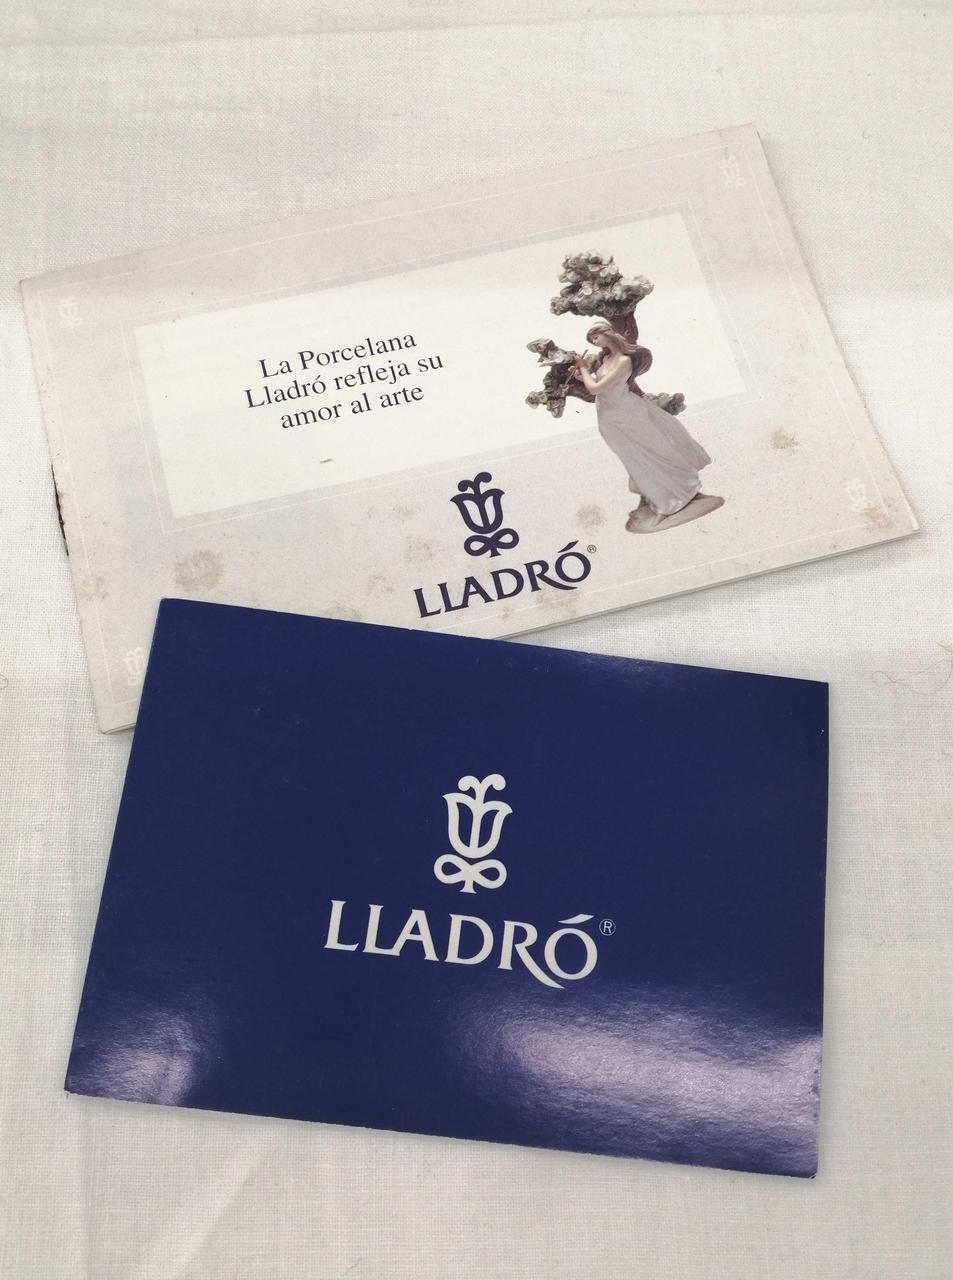 La Porcelana
Lladró refleja su
amor al arte
LLADRÓ®
LLADRÓ®